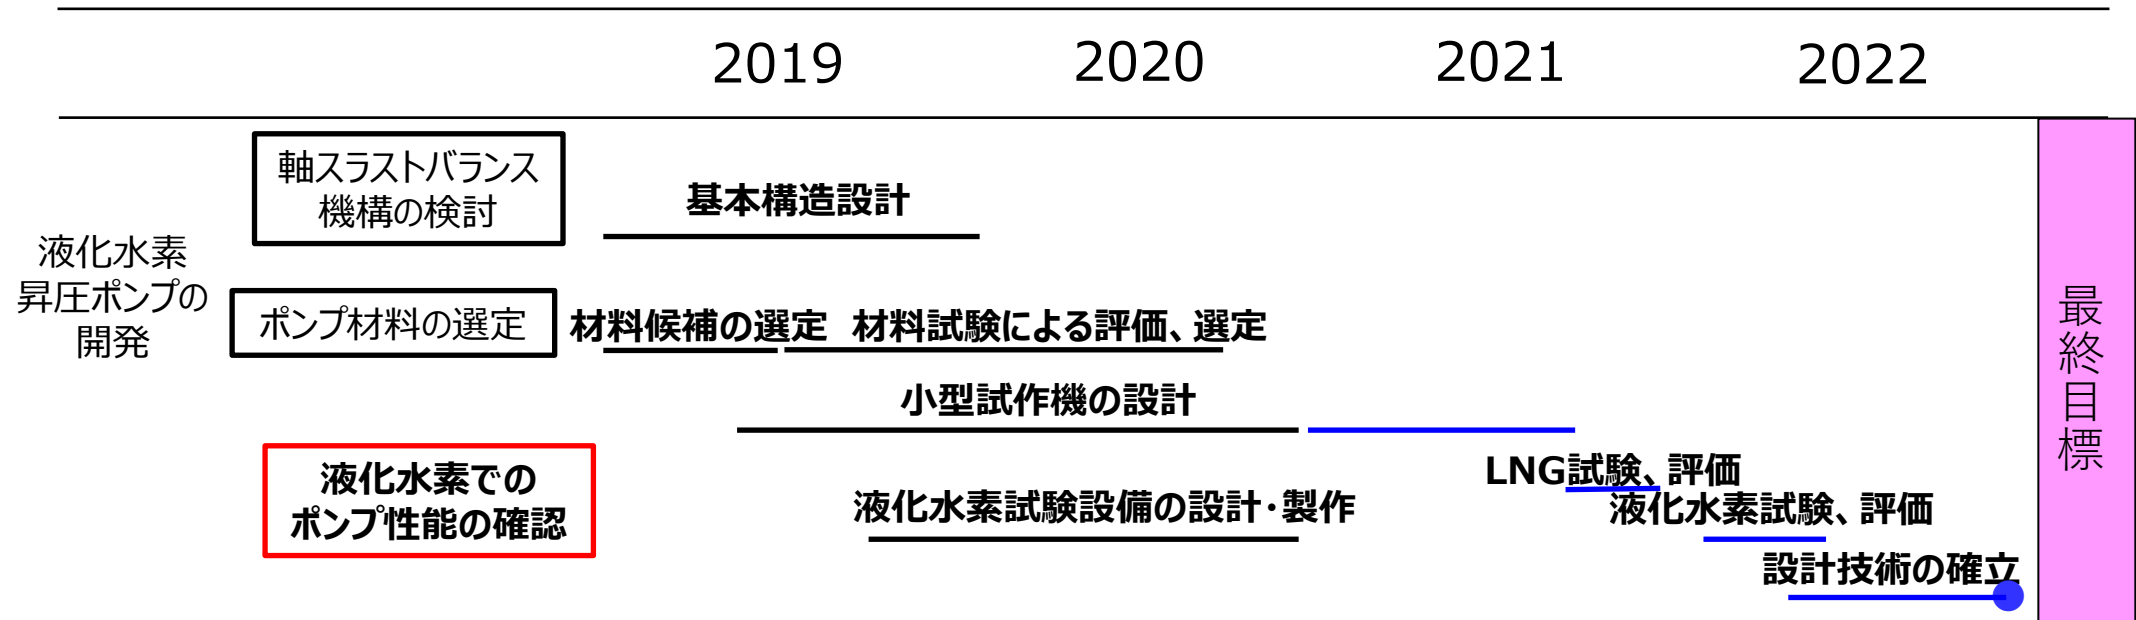 2019 2020 2021 2022
軸スラストバランス
機構の検討
基本構造設計
液化水素
昇圧ポンプの
開発
ポンプ材料の選定
材料候補の選定 材料試験による評価、選定
小型試作機の設計
液化水素での
ポンプ性能の確認
液化水素試験設備の設計・製作
LNG試験、評価
液化水素試験、評価
設計技術の確立
最終目標